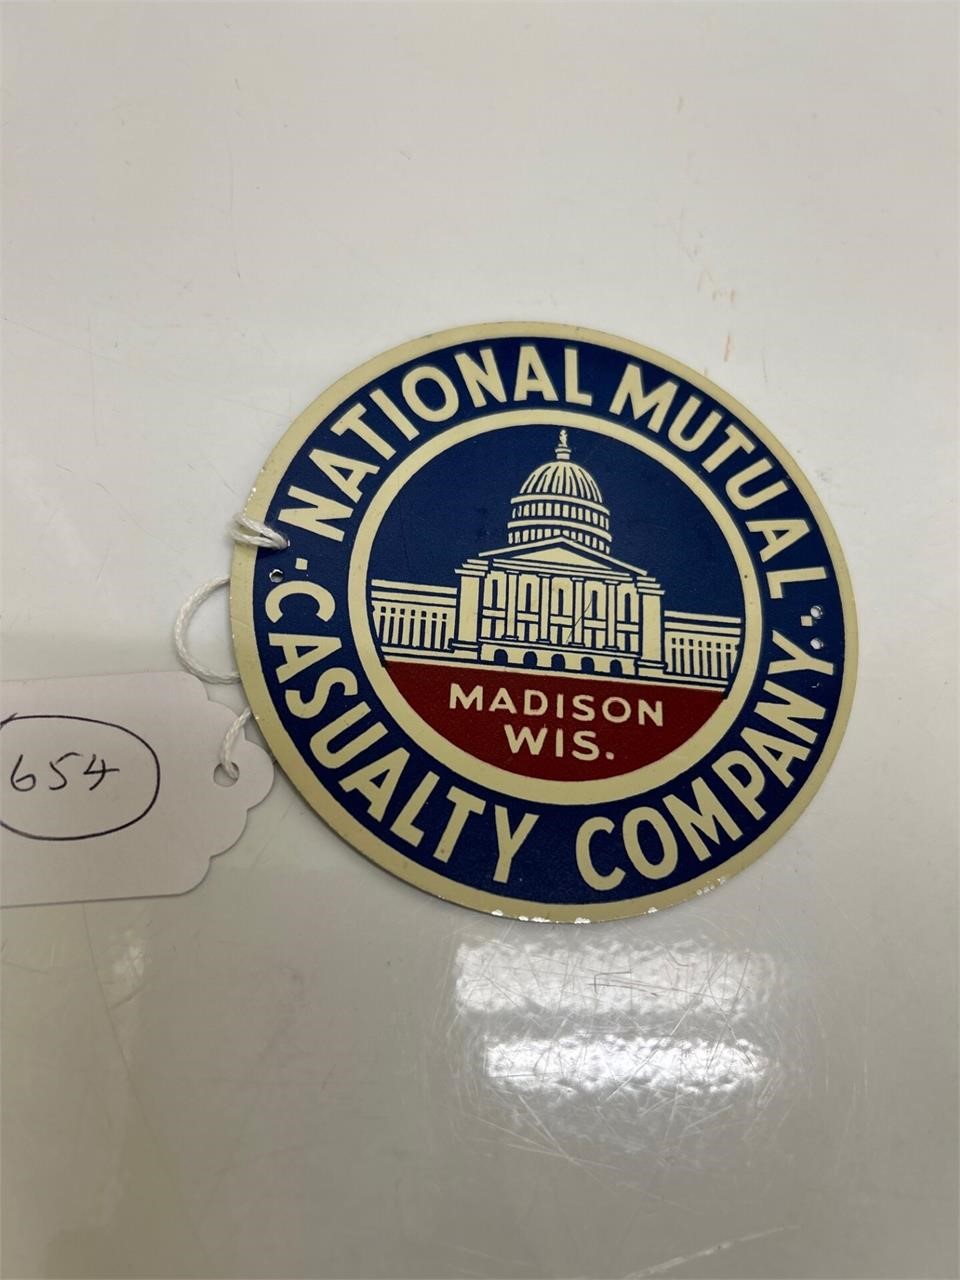 NATIONAL MUTUAL
CASUALTY COMPANY
MADISON
WIS.
654